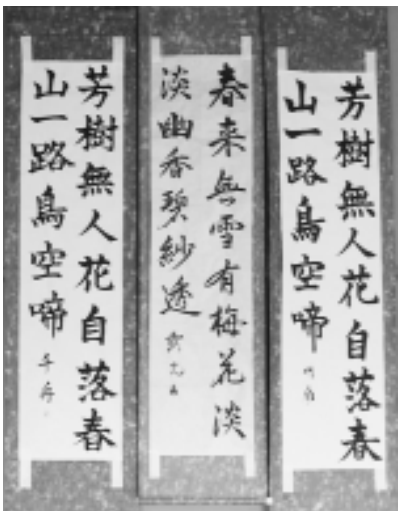 芳樹無人花自落春
山一路鳥空啼
春来無雪有梅花淡
淡幽香碧紗透
芳樹無人花自落春
山一路鳥空啼